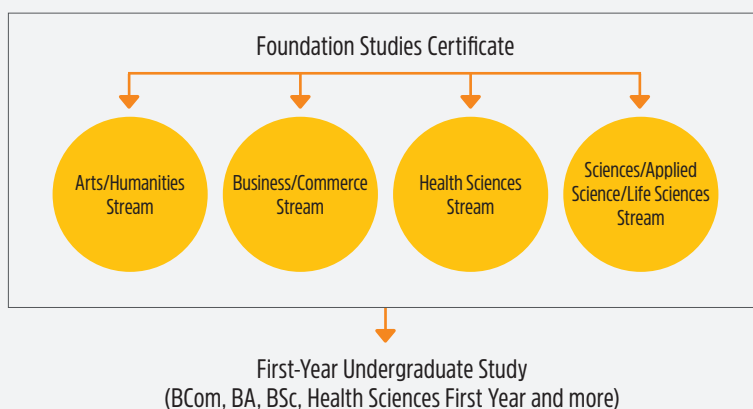 Foundation Studies Certificate
Arts/Humanities
Stream
Business/Commerce
Stream
Health Sciences
Stream
Sciences/Applied
Science/Life Sciences
Stream
First-Year Undergraduate Study
(BCom, BA, BSc, Health Sciences First Year and more)